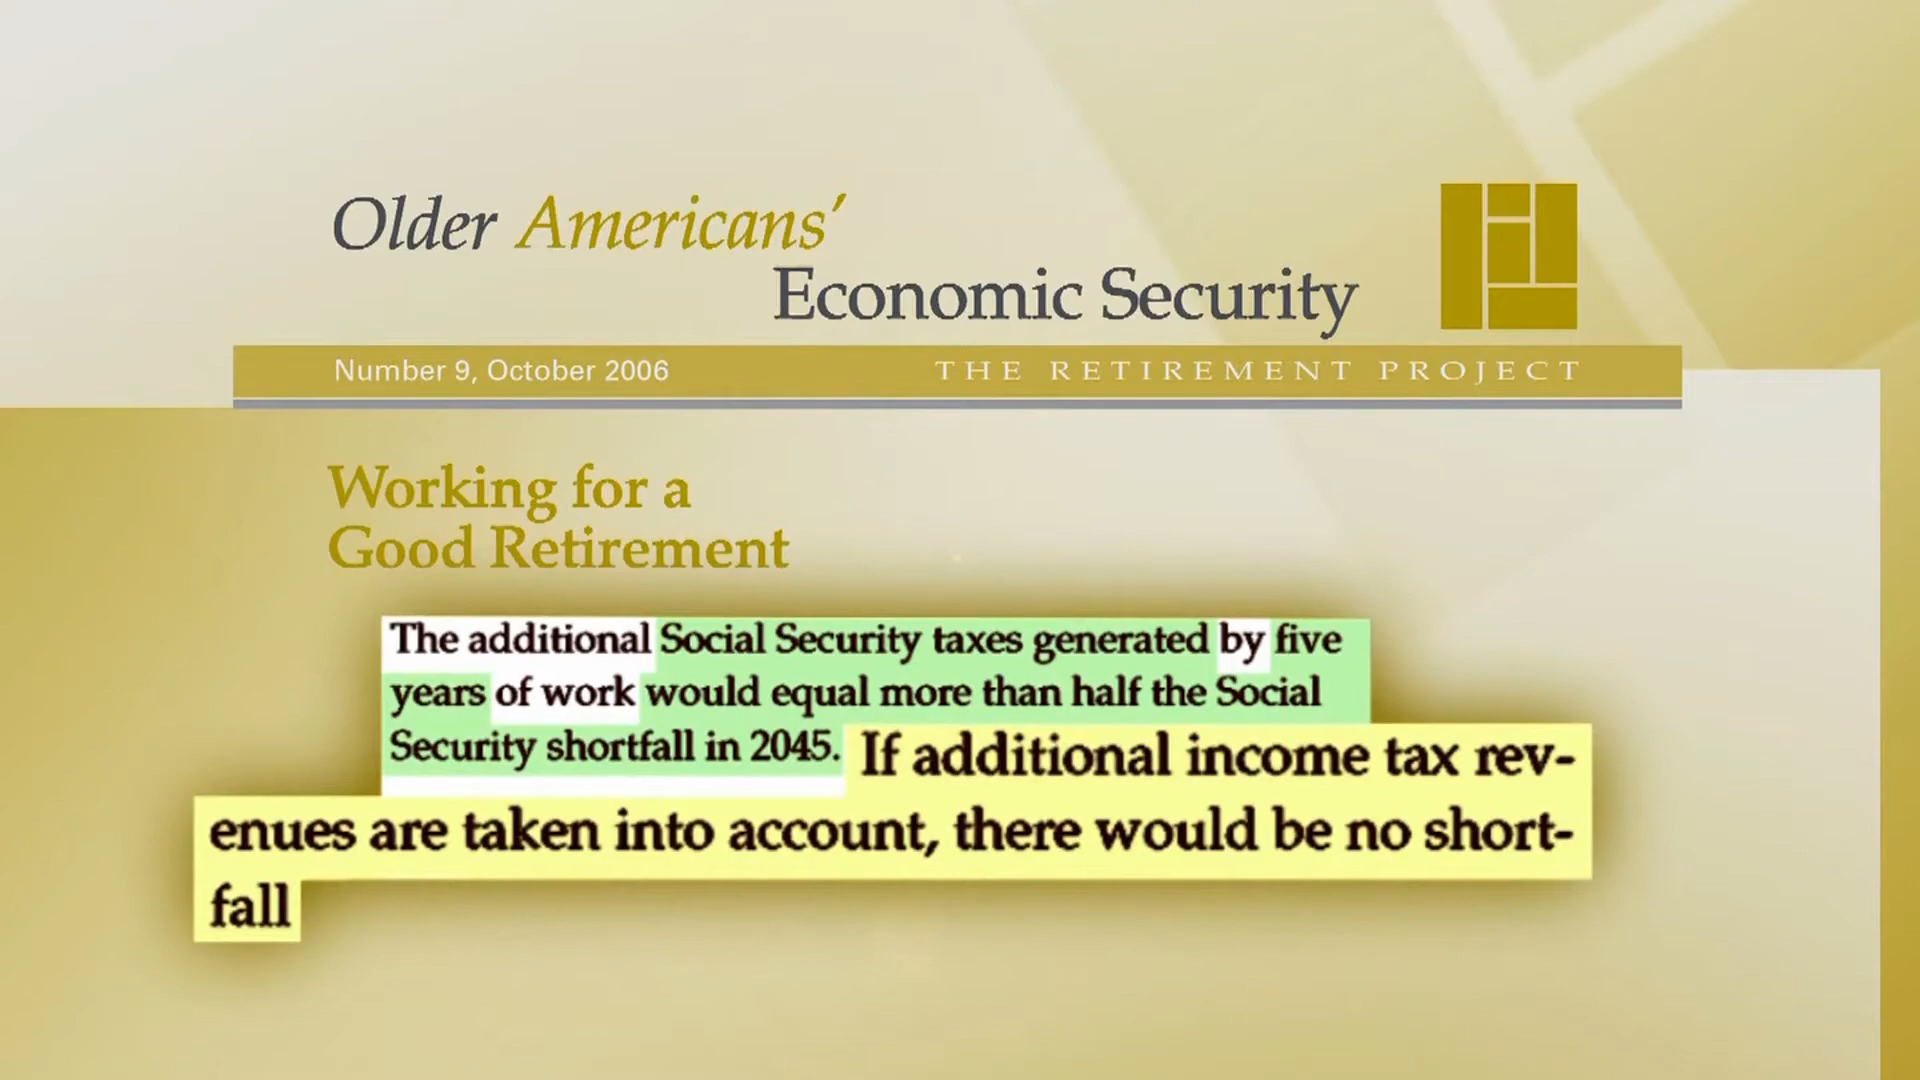 Older Americans’
Economic Security
Number 9, October 2006 THE RETIREMENT PROJECT
Working for a
Good Retirement
The additional Social Security taxes generated by five
years of work would equal more than half the Social
Security shortfall in 2045. If additional income tax rev-
enues are taken into account, there would be no short-
fall